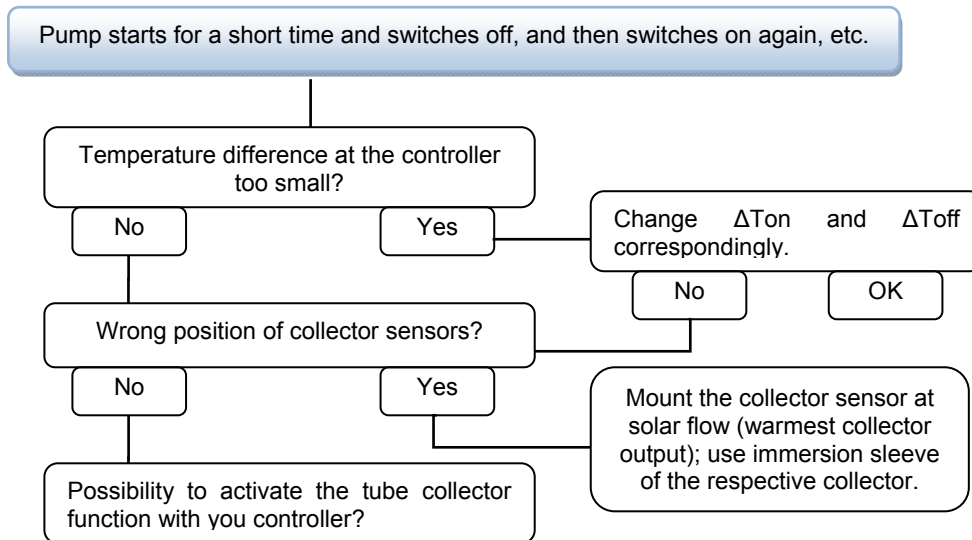 Pump starts for a short time and switches off, and then switches on again, etc.
Temperature difference at the controller
too small?
No
Yes
Change ΔTon and ΔToff
correspondingly.
No
OK
Wrong position of collector sensors?
No
Yes
Mount the collector sensor at
solar flow (warmest collector
output); use immersion sleeve
of the respective collector.
Possibility to activate the tube collector
function with you controller?